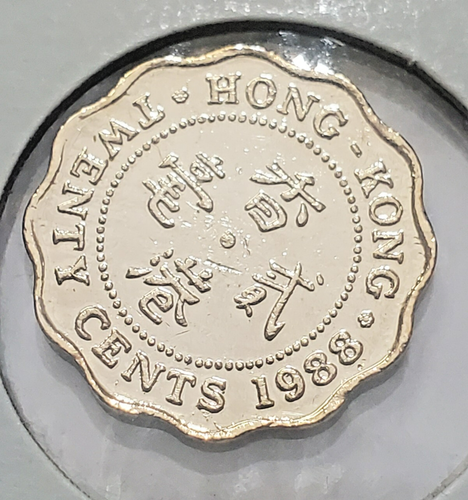 HONG-KONG
TWENTY CENTS 1988
香港
貳毫